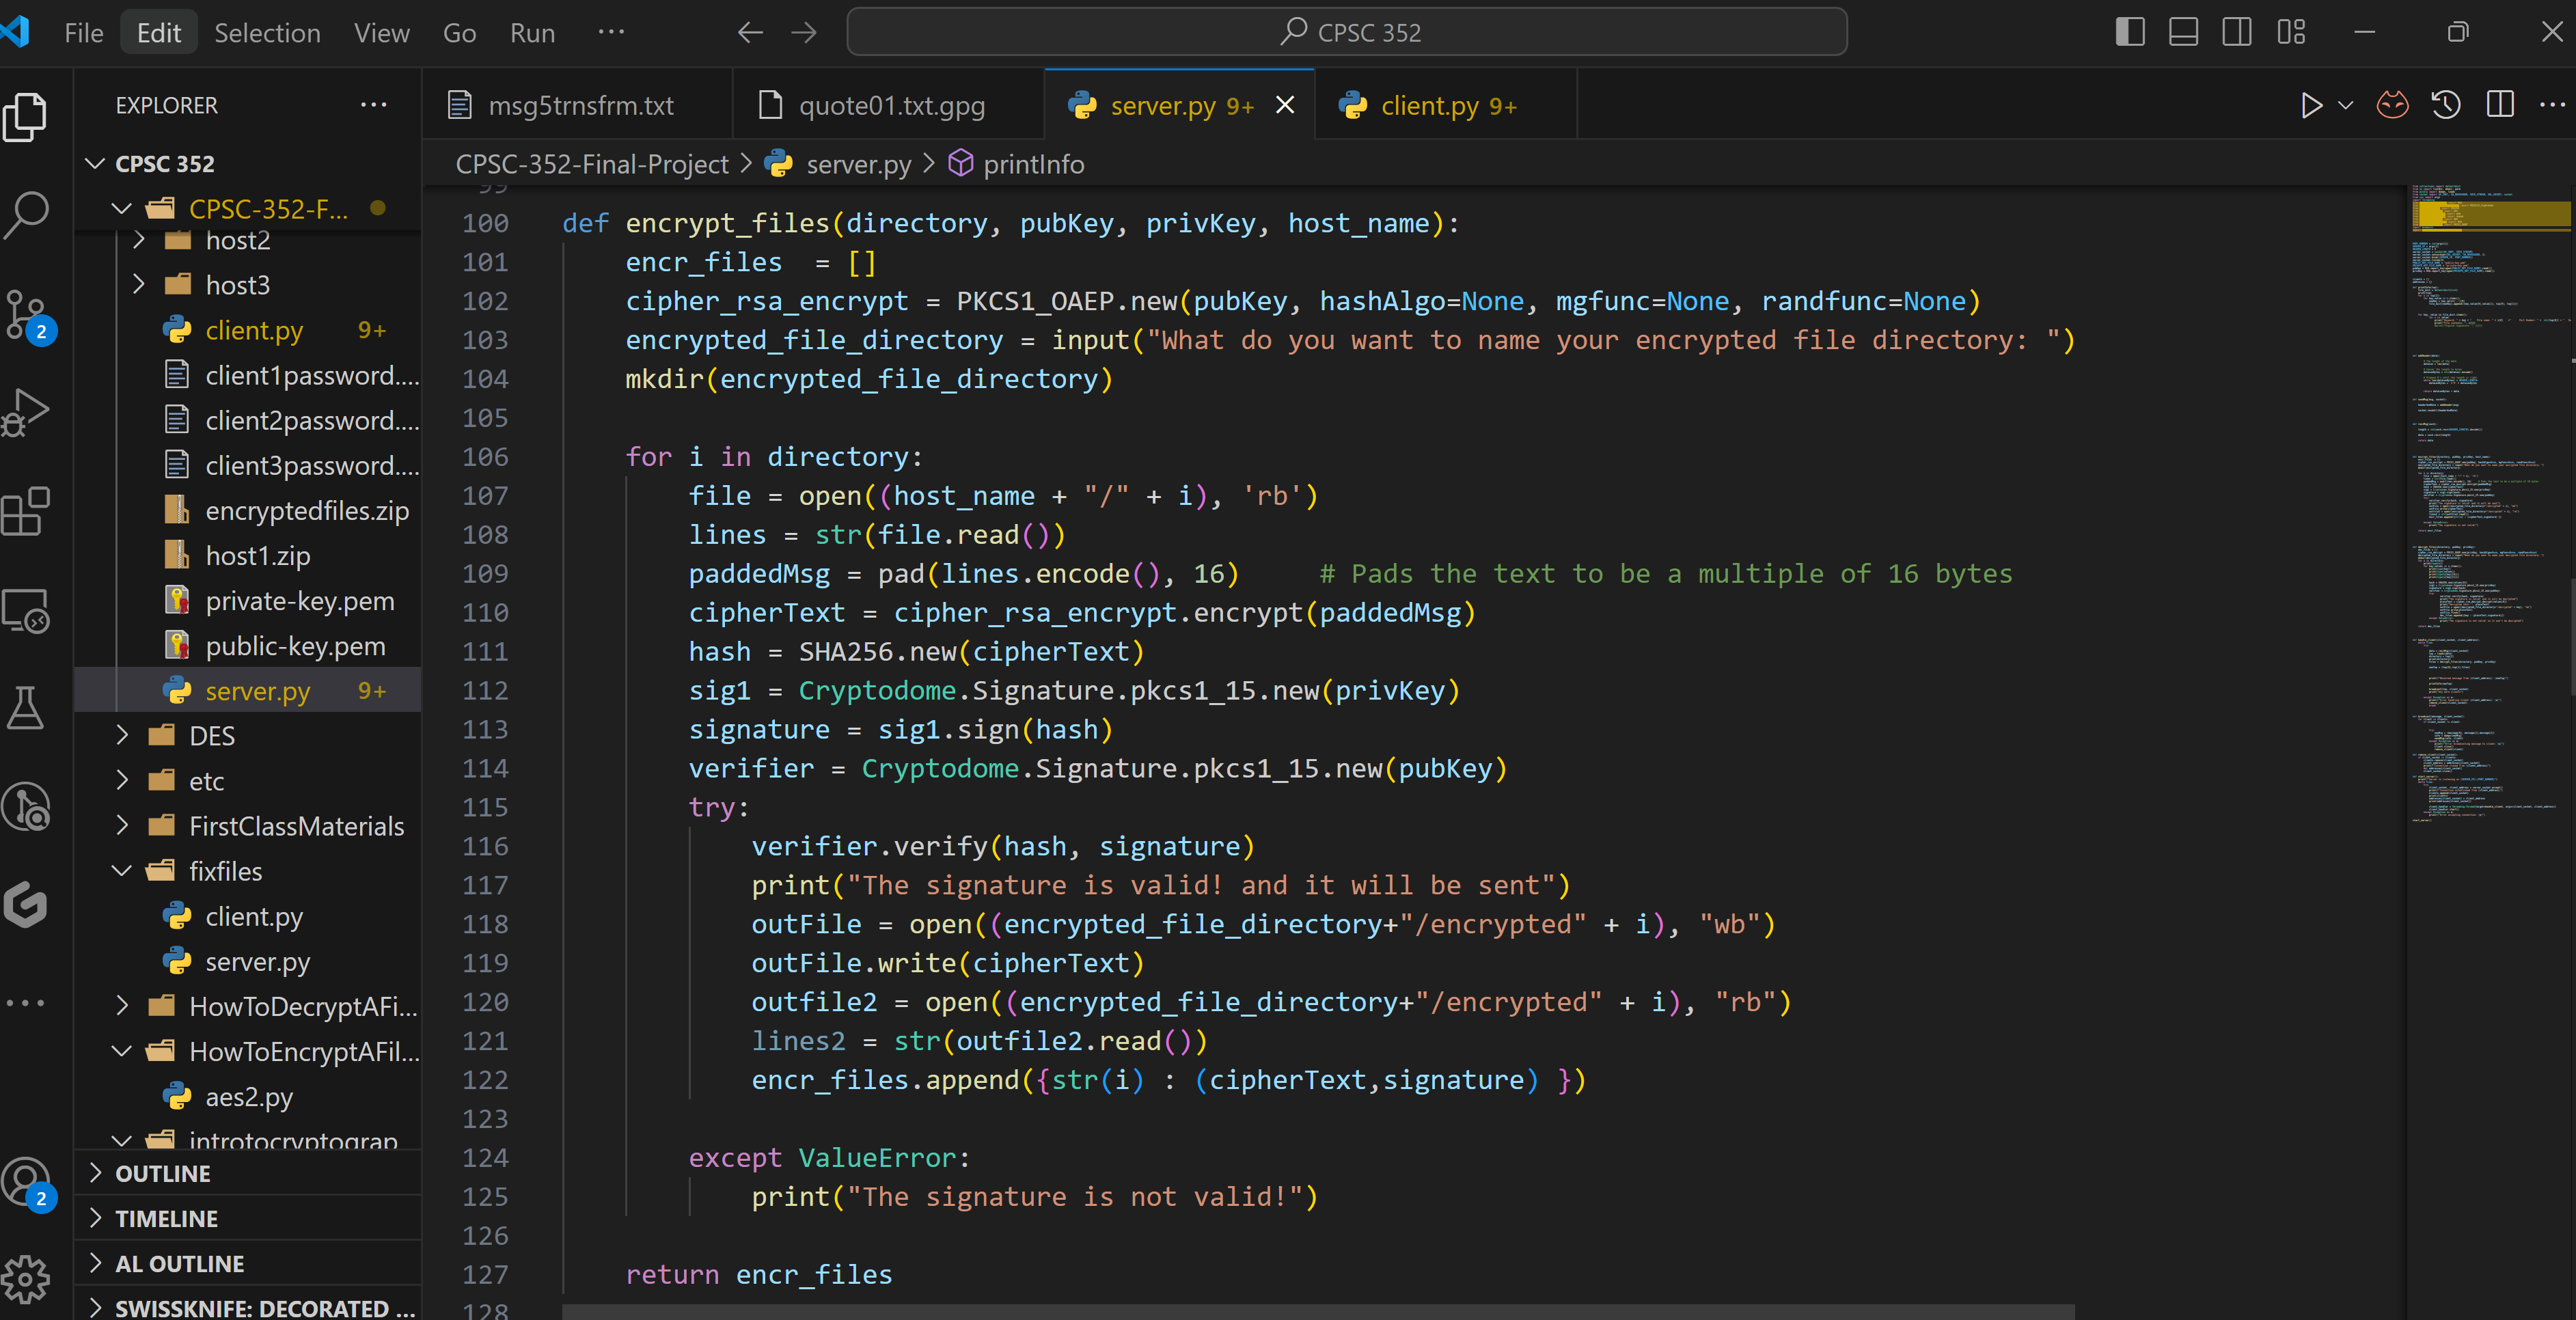 File Edit Selection View Go Run ··· CPSC 352
EXPLORER ···
CPSC 352
CPSC-352-F...
host2
host3
client.py 9+
client1password....
client2password....
client3password....
encryptedfiles.zip
host1.zip
private-key.pem
public-key.pem
server.py 9+
DES
etc
FirstClassMaterials
fixfiles
client.py
server.py
HowToDecryptAFi...
HowToEncryptAFil...
aes2.py
introtocryptograp
OUTLINE
TIMELINE
AL OUTLINE
SWISSKNIFE: DECORATED ...
2
2
msg5trnsfrm.txt quote01.txt.gpg server.py 9+ client.py 9+
CPSC-352-Final-Project > server.py > printInfo
99
100 def encrypt_files(directory, pubKey, privKey, host_name):
101 encr_files  = []
102 cipher_rsa_encrypt = PKCS1_OAEP.new(pubKey, hashAlgo=None, mgfunc=None, randfunc=None)
103 encrypted_file_directory = input("What do you want to name your encrypted file directory: ")
104 mkdir(encrypted_file_directory)
105
106 for i in directory:
107 file = open((host_name + "/" + i), 'rb')
108 lines = str(file.read())
109 paddedMsg = pad(lines.encode(), 16)     # Pads the text to be a multiple of 16 bytes
110 cipherText = cipher_rsa_encrypt.encrypt(paddedMsg)
111 hash = SHA256.new(cipherText)
112 sig1 = Cryptodome.Signature.pkcs1_15.new(privKey)
113 signature = sig1.sign(hash)
114 verifier = Cryptodome.Signature.pkcs1_15.new(pubKey)
115 try:
116 verifier.verify(hash, signature)
117 print("The signature is valid! and it will be sent")
118 outFile = open((encrypted_file_directory+"/encrypted" + i), "wb")
119 outFile.write(cipherText)
120 outfile2 = open((encrypted_file_directory+"/encrypted" + i), "rb")
121 lines2 = str(outfile2.read())
122 encr_files.append({str(i) : (cipherText,signature) })
123
124 except ValueError:
125 print("The signature is not valid!")
126
127 return encr_files
128